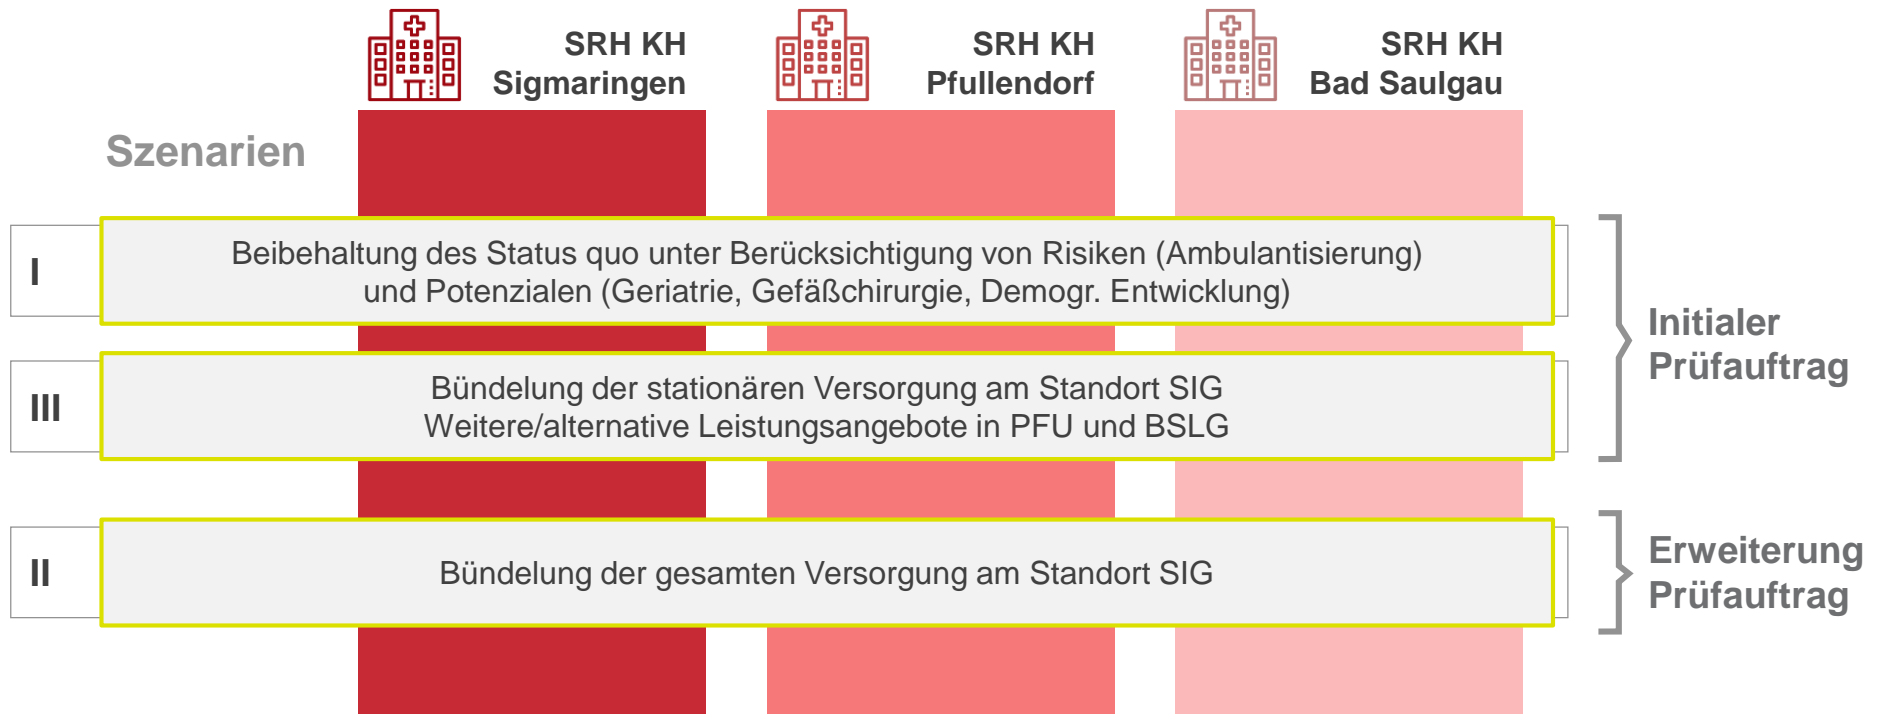 SRH KH
Sigmaringen
SRH KH
Pfullendorf
SRH KH
Bad Saulgau
Szenarien
I
Beibehaltung des Status quo unter Berücksichtigung von Risiken (Ambulantisierung)
und Potenzialen (Geriatrie, Gefäßchirurgie, Demogr. Entwicklung)
III
Bündelung der stationären Versorgung am Standort SIG
Weitere/alternative Leistungsangebote in PFU und BSLG
Initialer
Prüfauftrag
II
Bündelung der gesamten Versorgung am Standort SIG
Erweiterung
Prüfauftrag